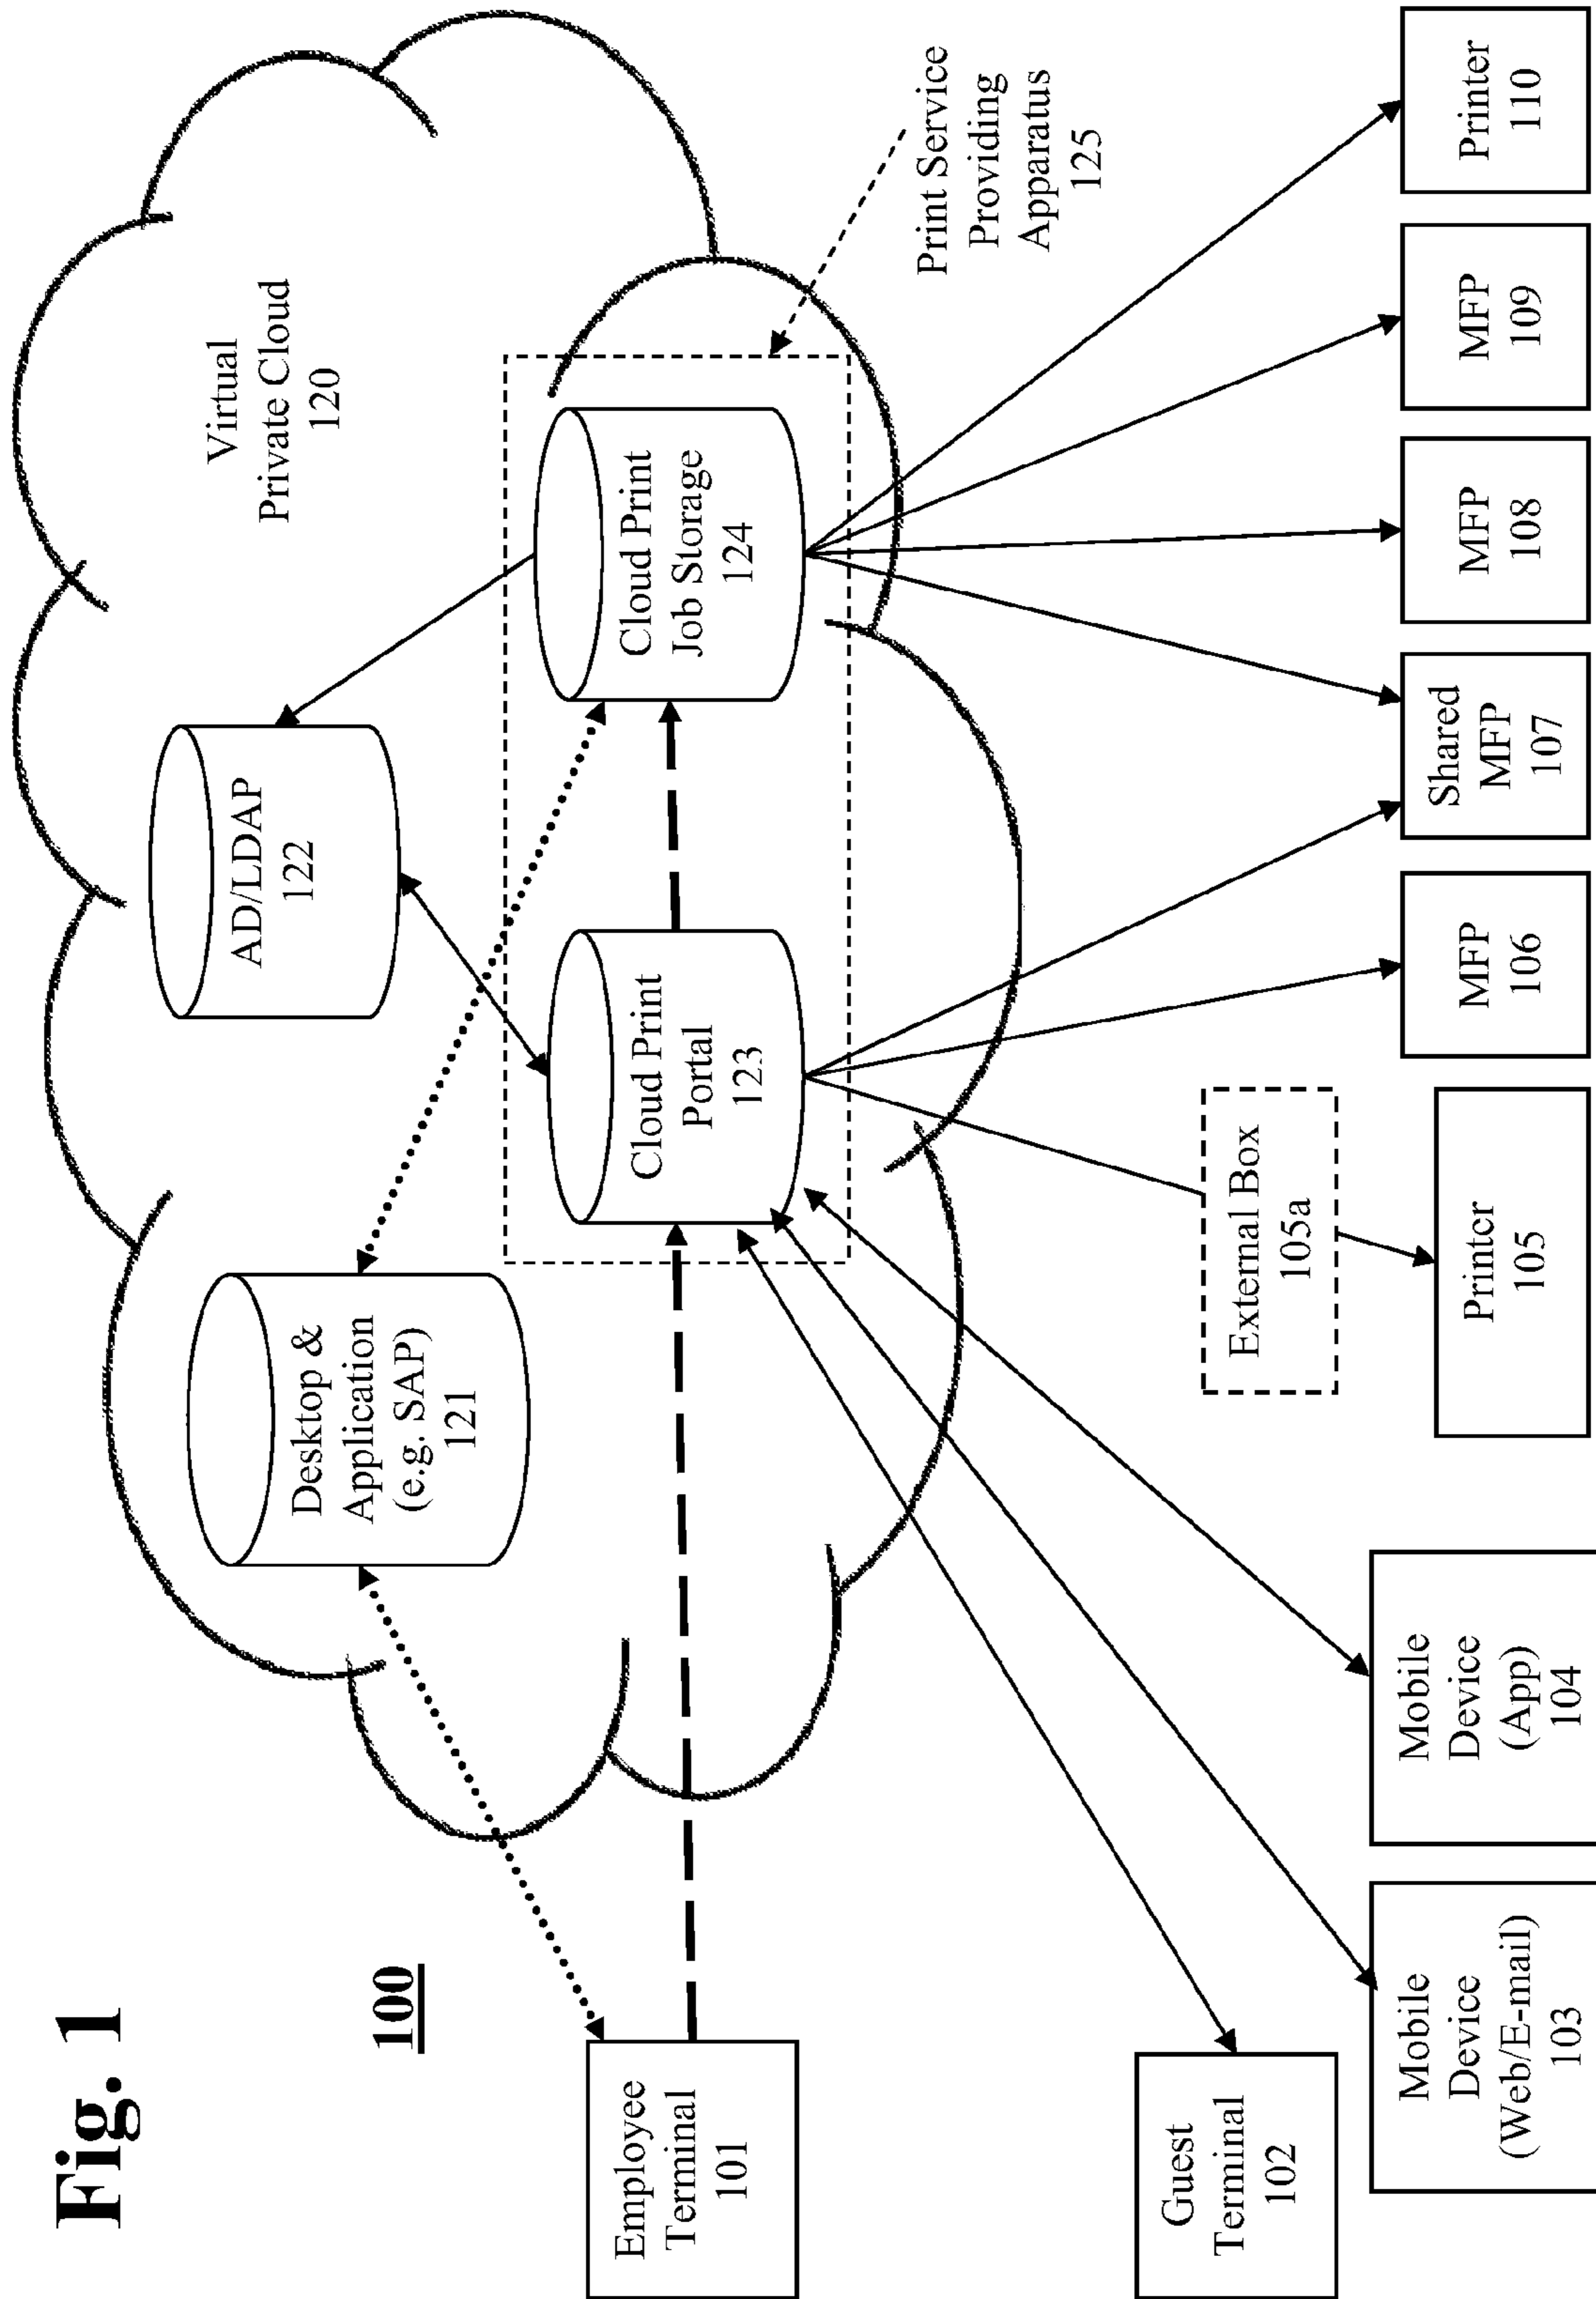 Fig. 1
100
Virtual
Private Cloud
120
Desktop &
Application
(e.g. SAP)
121
AD/LDAP
122
Cloud Print
Portal
123
Cloud Print
Job Storage
124
Print Service
Providing
Apparatus
125
Employee
Terminal
101
Guest
Terminal
102
Mobile
Device
(Web/E-mail)
103
Mobile
Device
(App)
104
External Box
105a
Printer
105
MFP
106
Shared
MFP
107
MFP
108
MFP
109
Printer
110